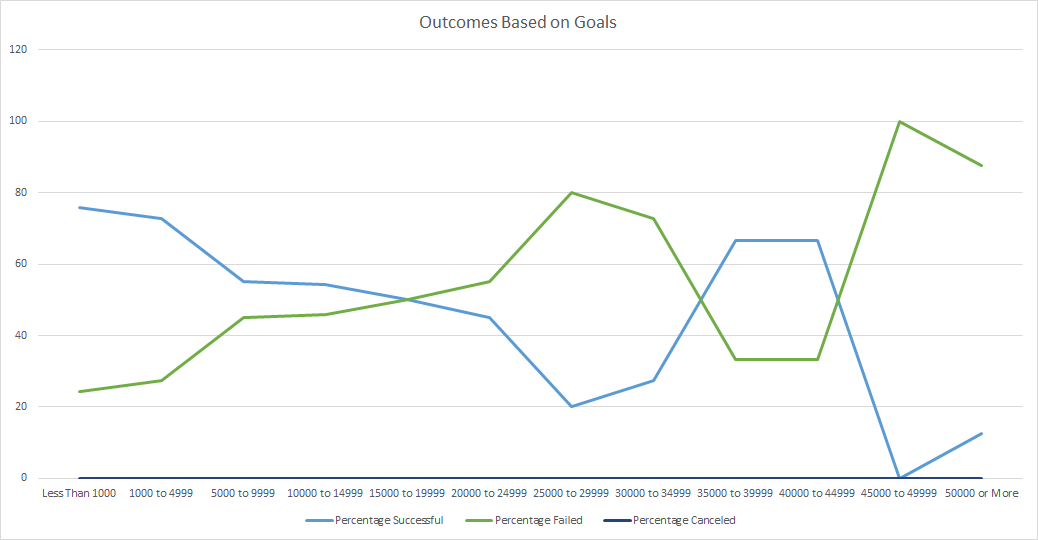 Outcomes Based on Goals
120
100
80
60
40
20
0
Less Than 1000 1000 to 4999 5000 to 9999 10000 to 14999 15000 to 19999 20000 to 24999 25000 to 29999 30000 to 34999 35000 to 39999 40000 to 44999 45000 to 49999 50000 or More
Percentage Successful Percentage Failed Percentage Canceled